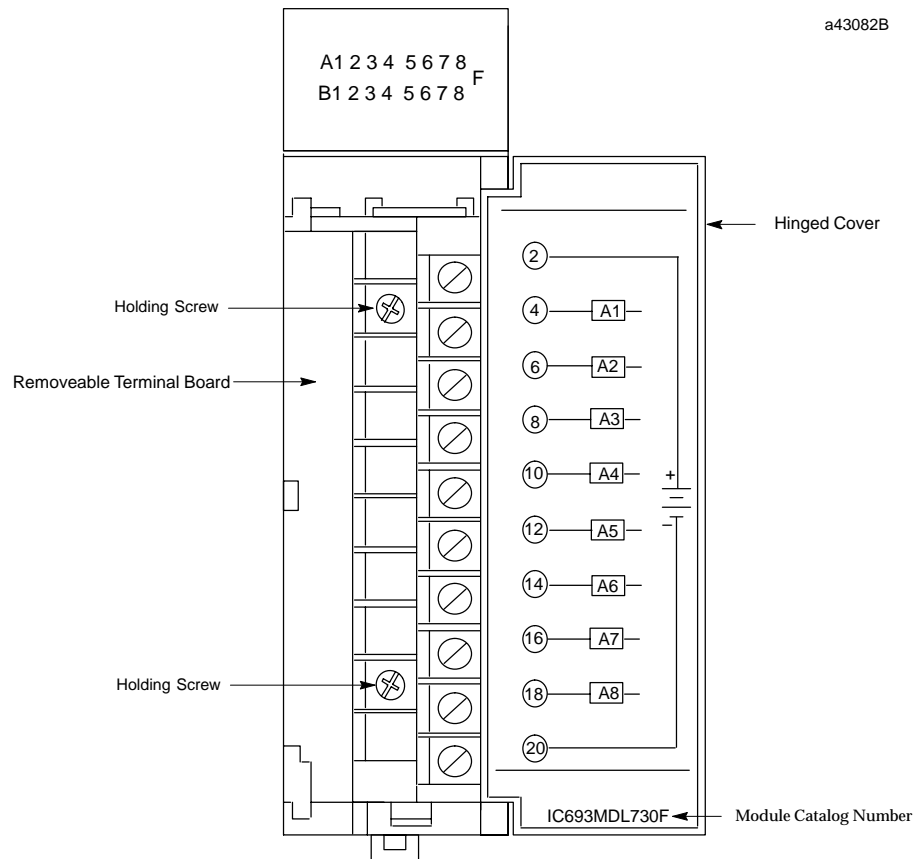 a43082B
A1 2 3 4 5 6 7 8
F
B1 2 3 4 5 6 7 8
Hinged Cover
2
Holding Screw
4 A1
6 A2
Removeable Terminal Board
8 A3
10 A4
+
12 A5
−
14 A6
16 A7
Holding Screw
18 A8
20
IC693MDL730F
Module Catalog Number